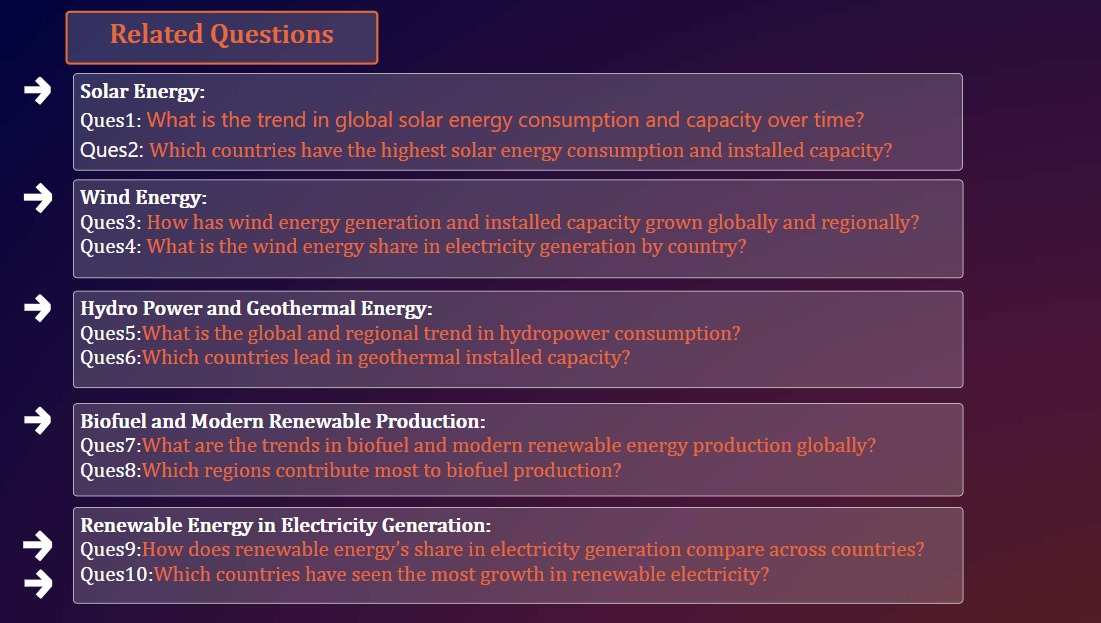 Related Questions
Solar Energy:
Ques1: What is the trend in global solar energy consumption and capacity over time?
Ques2: Which countries have the highest solar energy consumption and installed capacity?
Wind Energy:
Ques3: How has wind energy generation and installed capacity grown globally and regionally?
Ques4: What is the wind energy share in electricity generation by country?
Hydro Power and Geothermal Energy:
Ques5:What is the global and regional trend in hydropower consumption?
Ques6:Which countries lead in geothermal installed capacity?
Biofuel and Modern Renewable Production:
Ques7:What are the trends in biofuel and modern renewable energy production globally?
Ques8:Which regions contribute most to biofuel production?
Renewable Energy in Electricity Generation:
Ques9:How does renewable energy’s share in electricity generation compare across countries?
Ques10:Which countries have seen the most growth in renewable electricity?